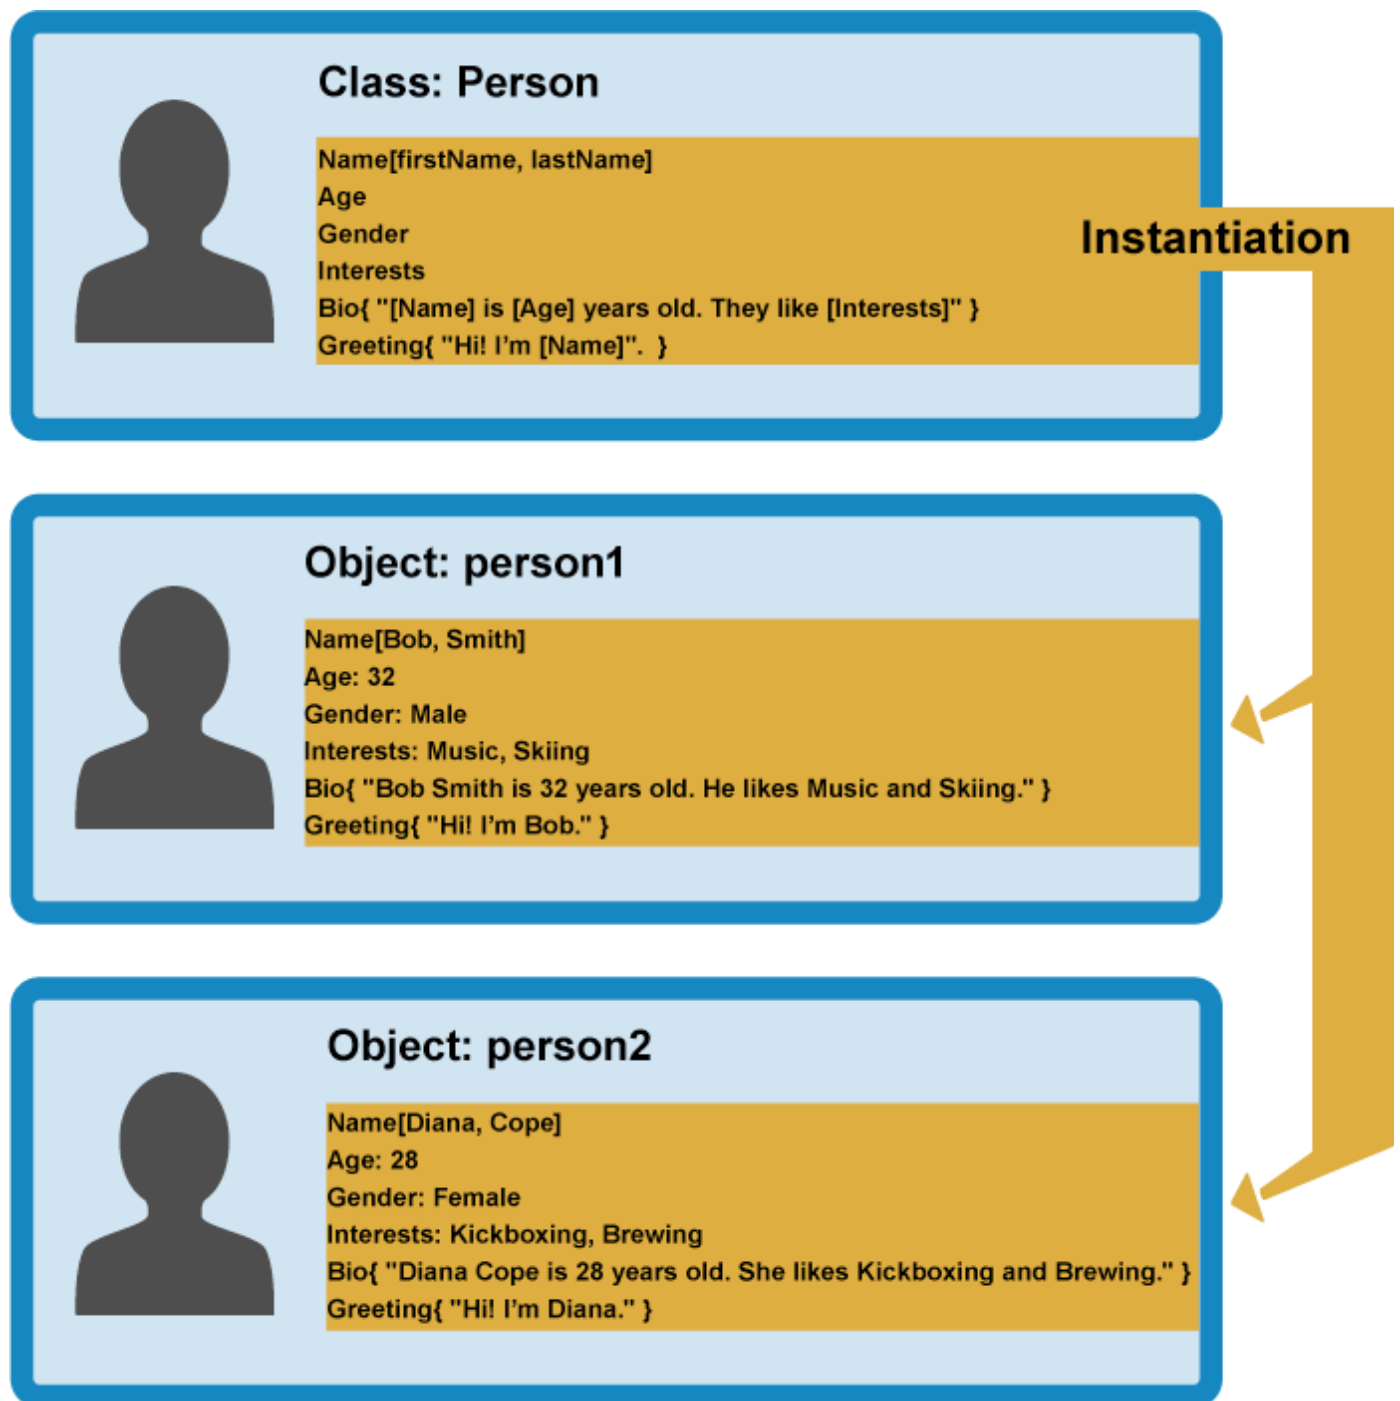 Class: Person
Name[firstName, lastName]
Age
Gender
Interests
Bio{ "[Name] is [Age] years old. They like [Interests]" }
Greeting{ "Hi! I’m [Name]".  }
Instantiation
Object: person1
Name[Bob, Smith]
Age: 32
Gender: Male
Interests: Music, Skiing
Bio{ "Bob Smith is 32 years old. He likes Music and Skiing." }
Greeting{ "Hi! I’m Bob." }
Object: person2
Name[Diana, Cope]
Age: 28
Gender: Female
Interests: Kickboxing, Brewing
Bio{ "Diana Cope is 28 years old. She likes Kickboxing and Brewing." }
Greeting{ "Hi! I’m Diana." }